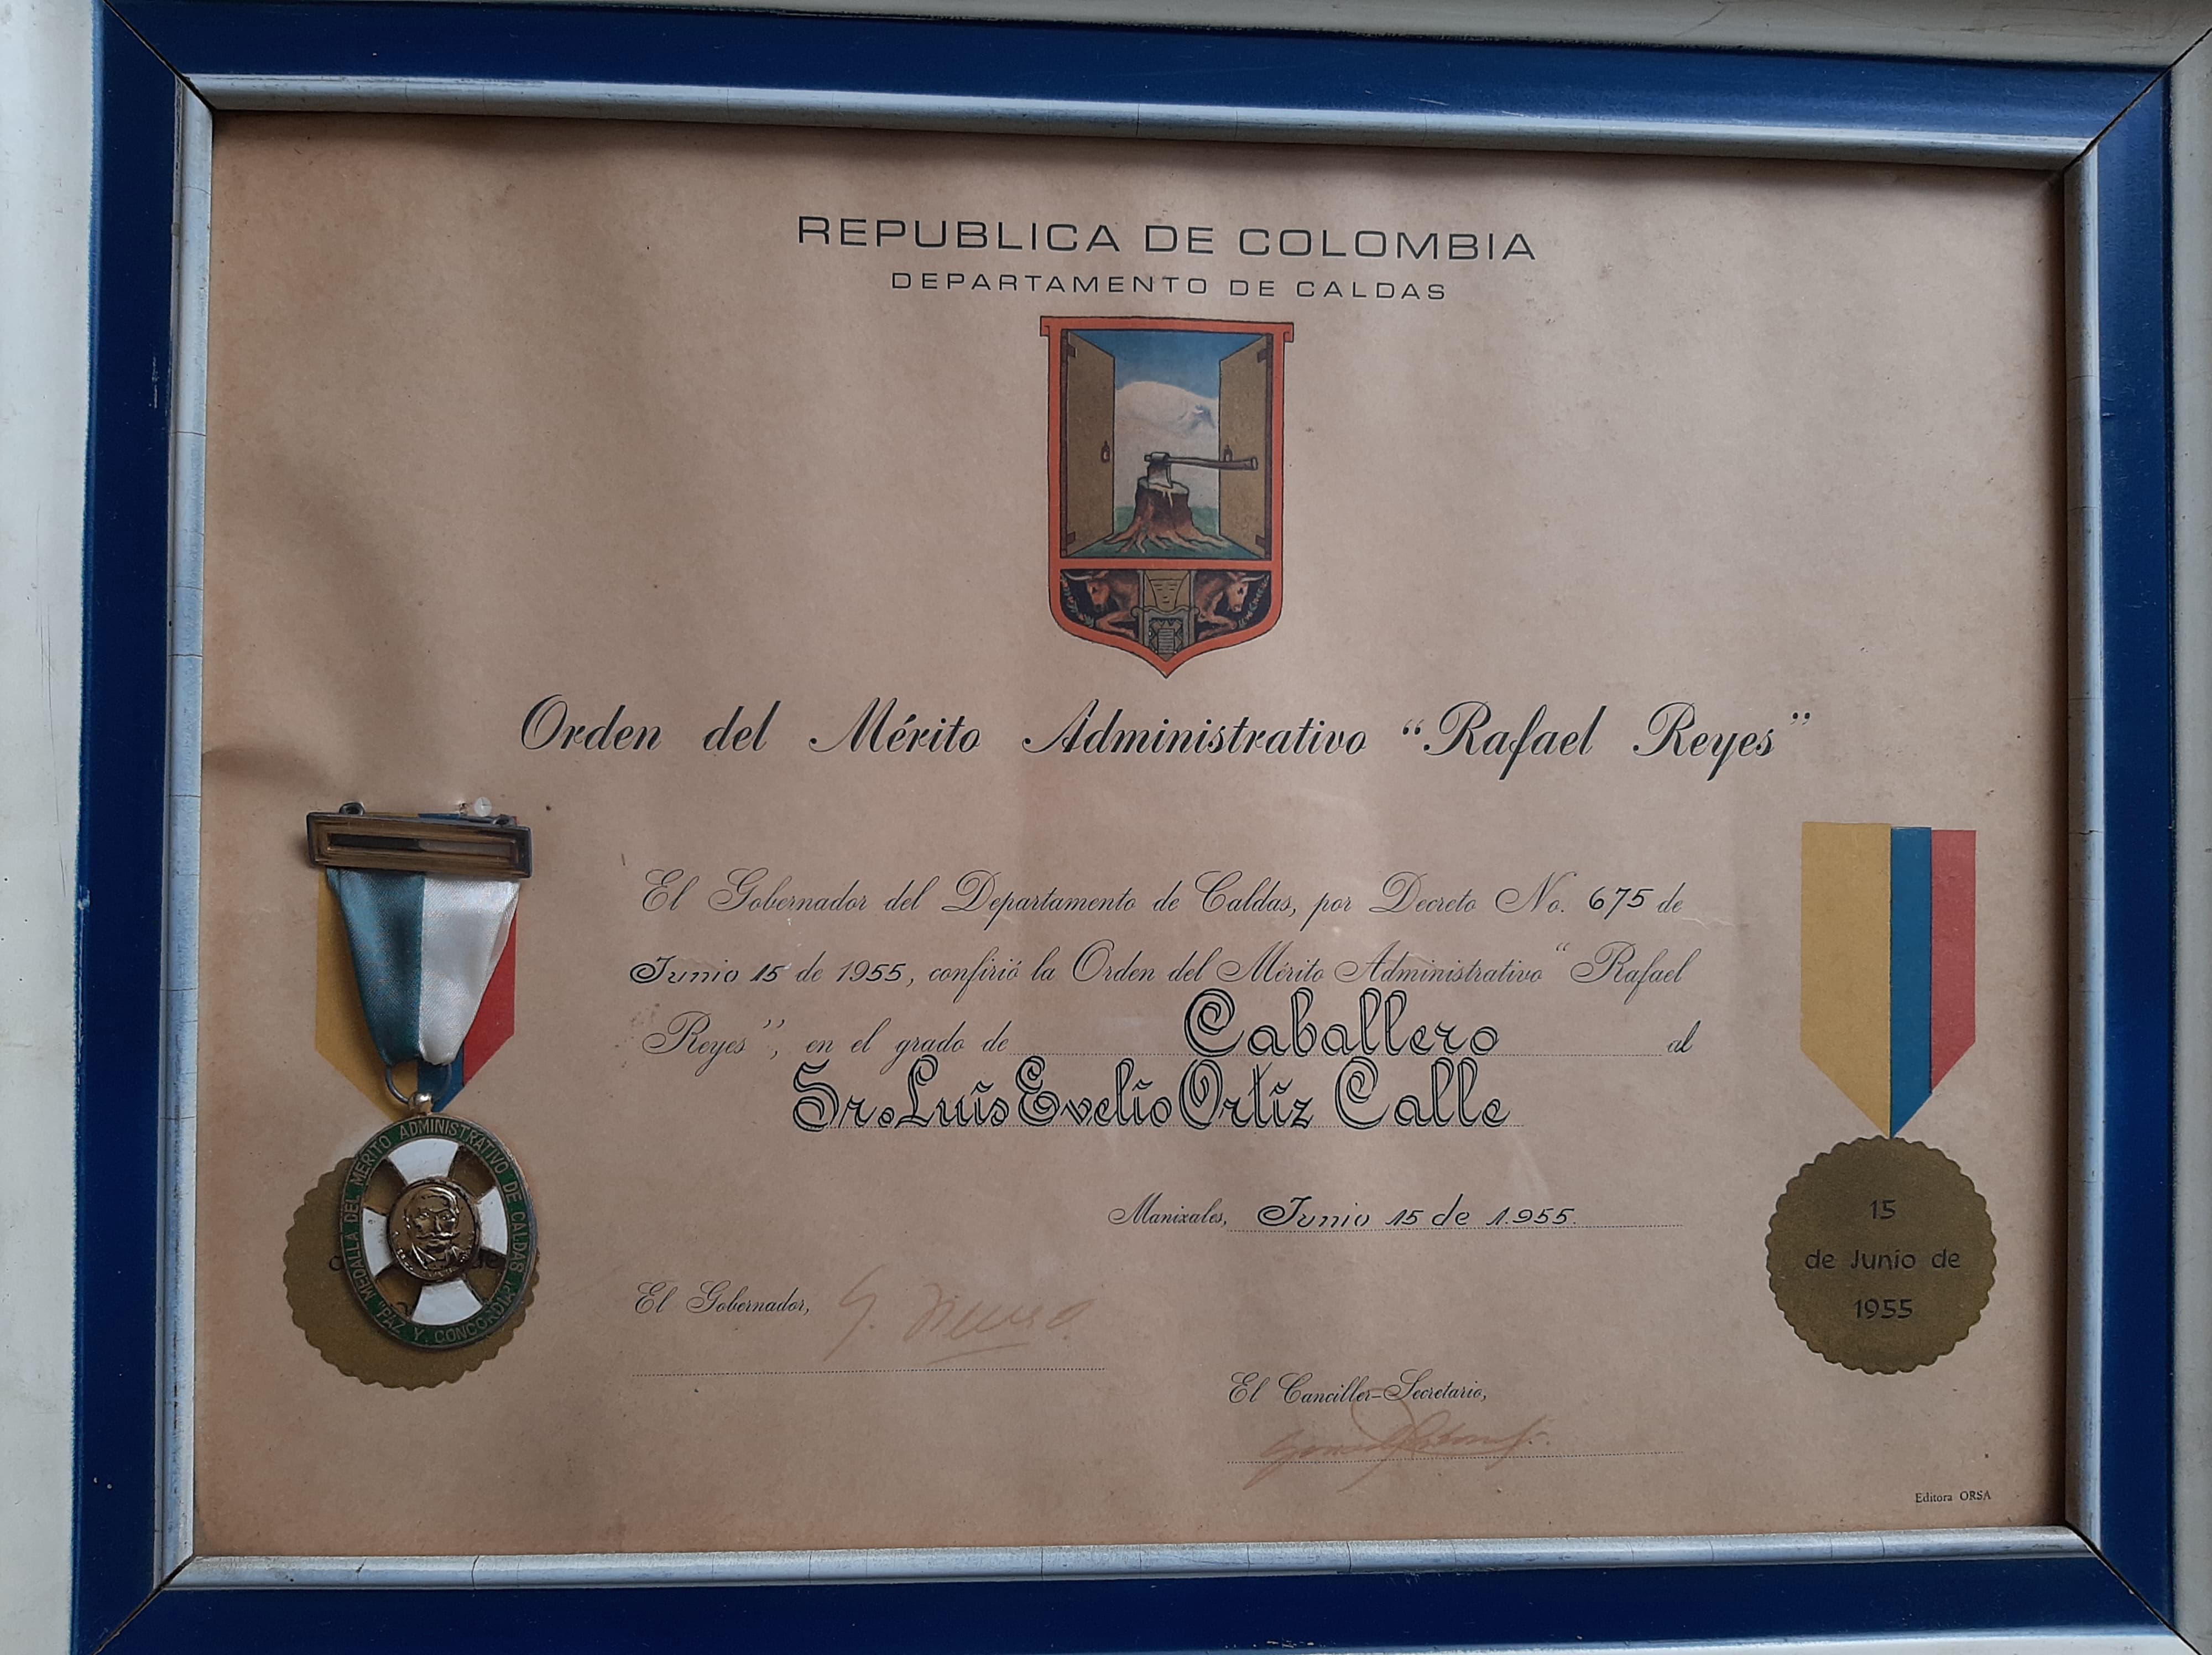 REPUBLICA DE COLOMBIA
DEPARTAMENTO DE CALDAS
Orden del Mérito Administrativo “Rafael Reyes”
El Gobernador del Departamento de Caldas, por Decreto No. 675 de
Junio 15 de 1955, confirió la Orden del Mérito Administrativo “Rafael
Reyes”, en el grado de Caballero al
Sr. Luis Evelio Ortiz Calle
Manizales, Junio 15 de 1.955.
El Gobernador,
El Canciller-Secretario,
MEDALLA DEL MERITO ADMINISTRATIVO DE CALDAS
"PAZ Y CONCORDIA"
de
15
de Junio de
1955
Editora ORSA